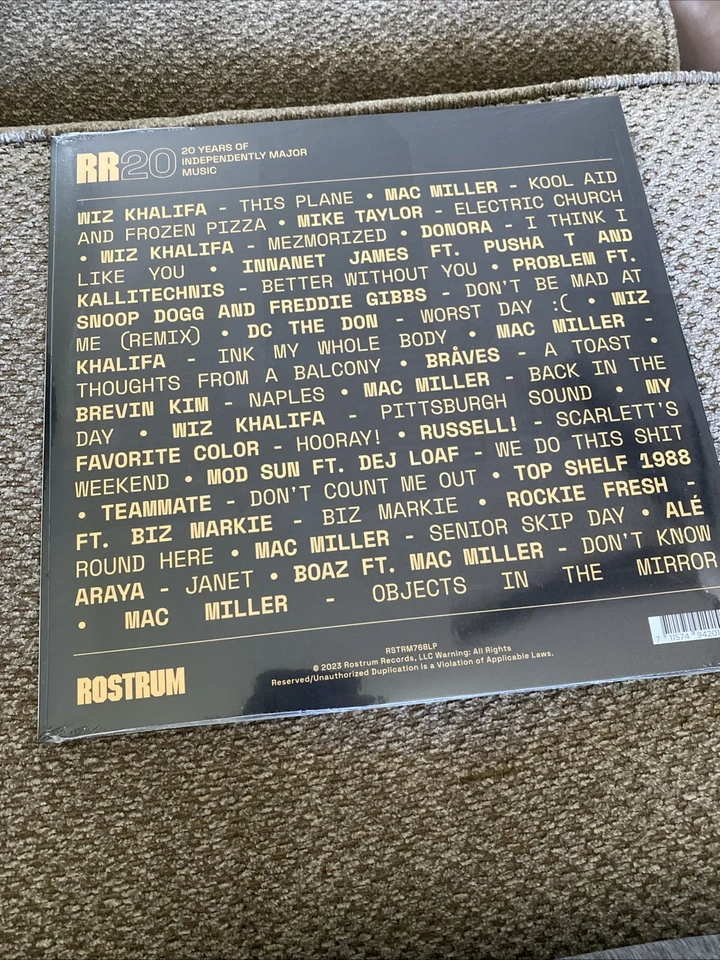 RR20 20 YEARS OF
INDEPENDENTLY MAJOR
MUSIC
WIZ KHALIFA - THIS PLANE • MAC MILLER - KOOL AID
AND FROZEN PIZZA • MIKE TAYLOR - ELECTRIC CHURCH
• WIZ KHALIFA - MEZMORIZED • DONORA - I THINK I
LIKE YOU • INNANET JAMES FT. PUSHA T AND
KALLITECHNIS - BETTER WITHOUT YOU • PROBLEM FT.
SNOOP DOGG AND FREDDIE GIBBS - DON'T BE MAD AT
ME (REMIX) • DC THE DON - WORST DAY :( • WIZ
KHALIFA - INK MY WHOLE BODY • MAC MILLER -
THOUGHTS FROM A BALCONY • BRÅVES - A TOAST •
BREVIN KIM - NAPLES • MAC MILLER - BACK IN THE
DAY • WIZ KHALIFA - PITTSBURGH SOUND • MY
FAVORITE COLOR - HOORAY! • RUSSELL! - SCARLETT'S
WEEKEND • MOD SUN FT. DEJ LOAF - WE DO THIS SHIT
• TEAMMATE - DON'T COUNT ME OUT • TOP SHELF 1988
FT. BIZ MARKIE - BIZ MARKIE • ROCKIE FRESH -
ROUND HERE • MAC MILLER - SENIOR SKIP DAY • ALÉ
ARAYA - JANET • BOAZ FT. MAC MILLER - DON'T KNOW
• MAC MILLER - OBJECTS IN THE MIRROR
ROSTRUM
RSTRM768LP
© 2023 Rostrum Records, LLC Warning: All Rights
Reserved/Unauthorized Duplication is a Violation of Applicable Laws.
7 11574 94201